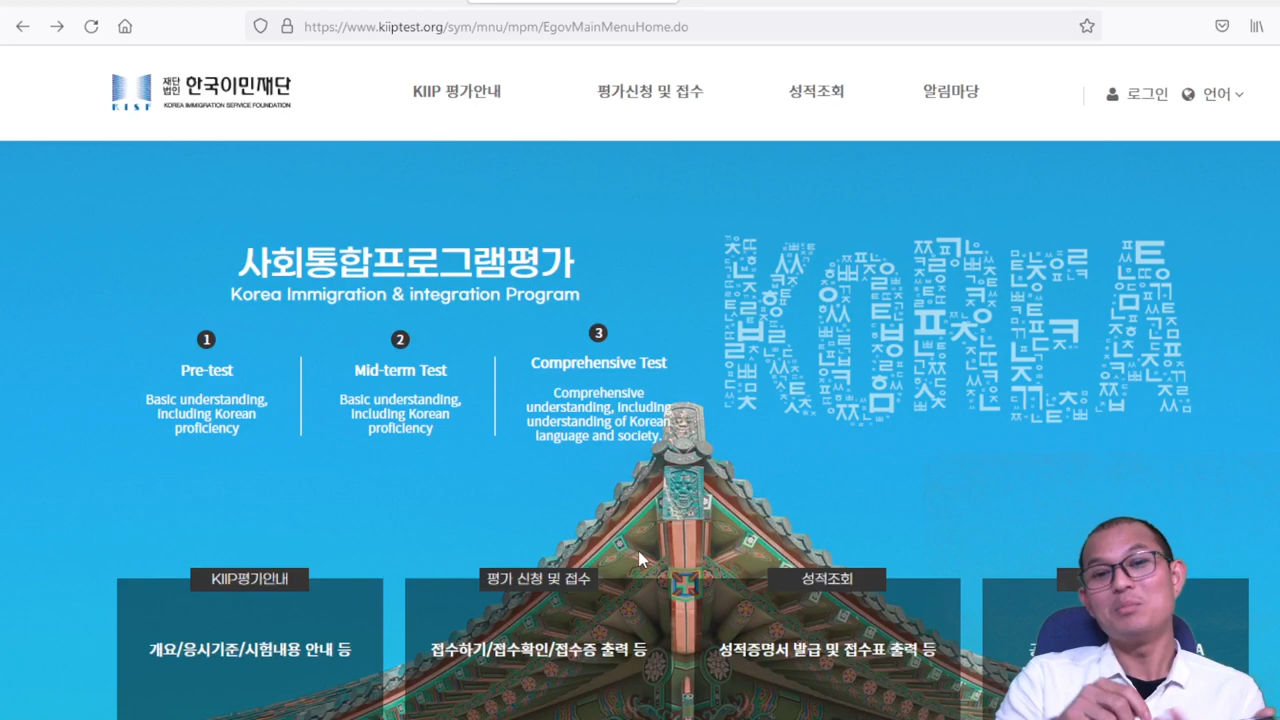 https://www.kiiptest.org/sym/mnu/mpm/EgovMainMenuHome.do
재단
법인 한국이민재단
KISF KOREA IMMIGRATION SERVICE FOUNDATION
KIIP 평가안내 평가신청 및 접수 성적조회 알림마당 로그인 언어
사회통합프로그램평가
Korea Immigration & integration Program
KOREA
1 2 3
Pre-test Mid-term Test Comprehensive Test
Basic understanding,
including Korean
proficiency
Basic understanding,
including Korean
proficiency
Comprehensive
understanding, including
understanding of Korean
language and society.
KIIP평가안내 평가 신청 및 접수 성적조회
개요/응시기준/시험내용 안내 등 접수하기/접수확인/접수증 출력 등 성적증명서 발급 및 접수표 출력 등